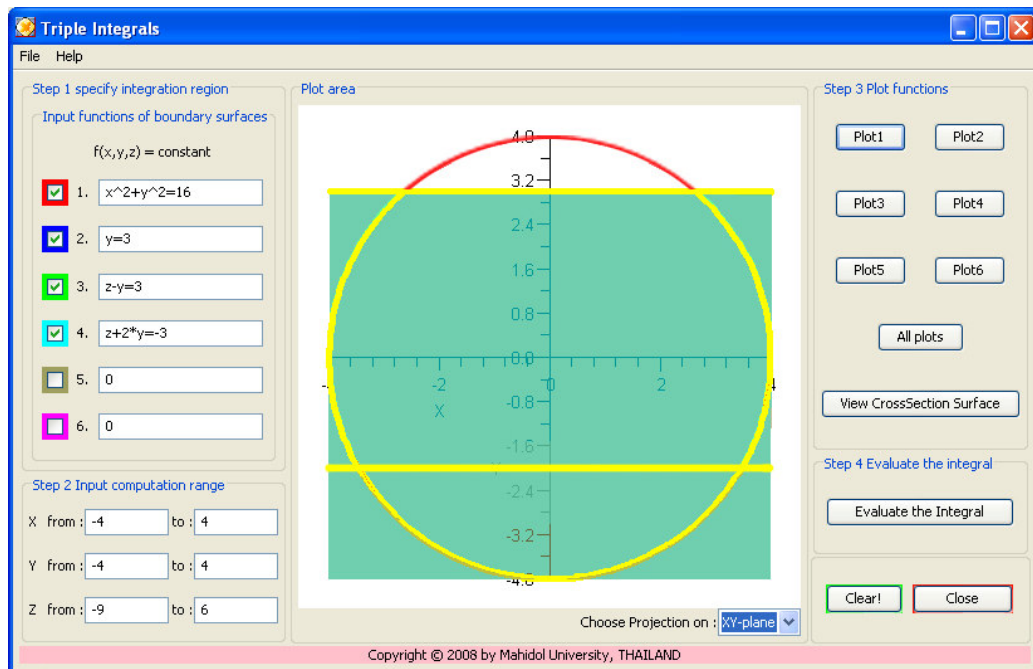 Triple Integrals
File Help
Step 1 specify integration region
Input functions of boundary surfaces
f(x,y,z) = constant
1. x^2+y^2=16
2. y=3
3. z-y=3
4. z+2*y=-3
5. 0
6. 0
Step 2 Input computation range
X from : -4 to : 4
Y from : -4 to : 4
Z from : -9 to : 6
Plot area
4.0
3.2
2.4
1.6
0.8
0.0
-2 0 2 4
-0.8
X
-1.6
-2.4
-3.2
Choose Projection on : XY-plane
Step 3 Plot functions
Plot1 Plot2
Plot3 Plot4
Plot5 Plot6
All plots
View CrossSection Surface
Step 4 Evaluate the integral
Evaluate the Integral
Clear! Close
Copyright © 2008 by Mahidol University, THAILAND